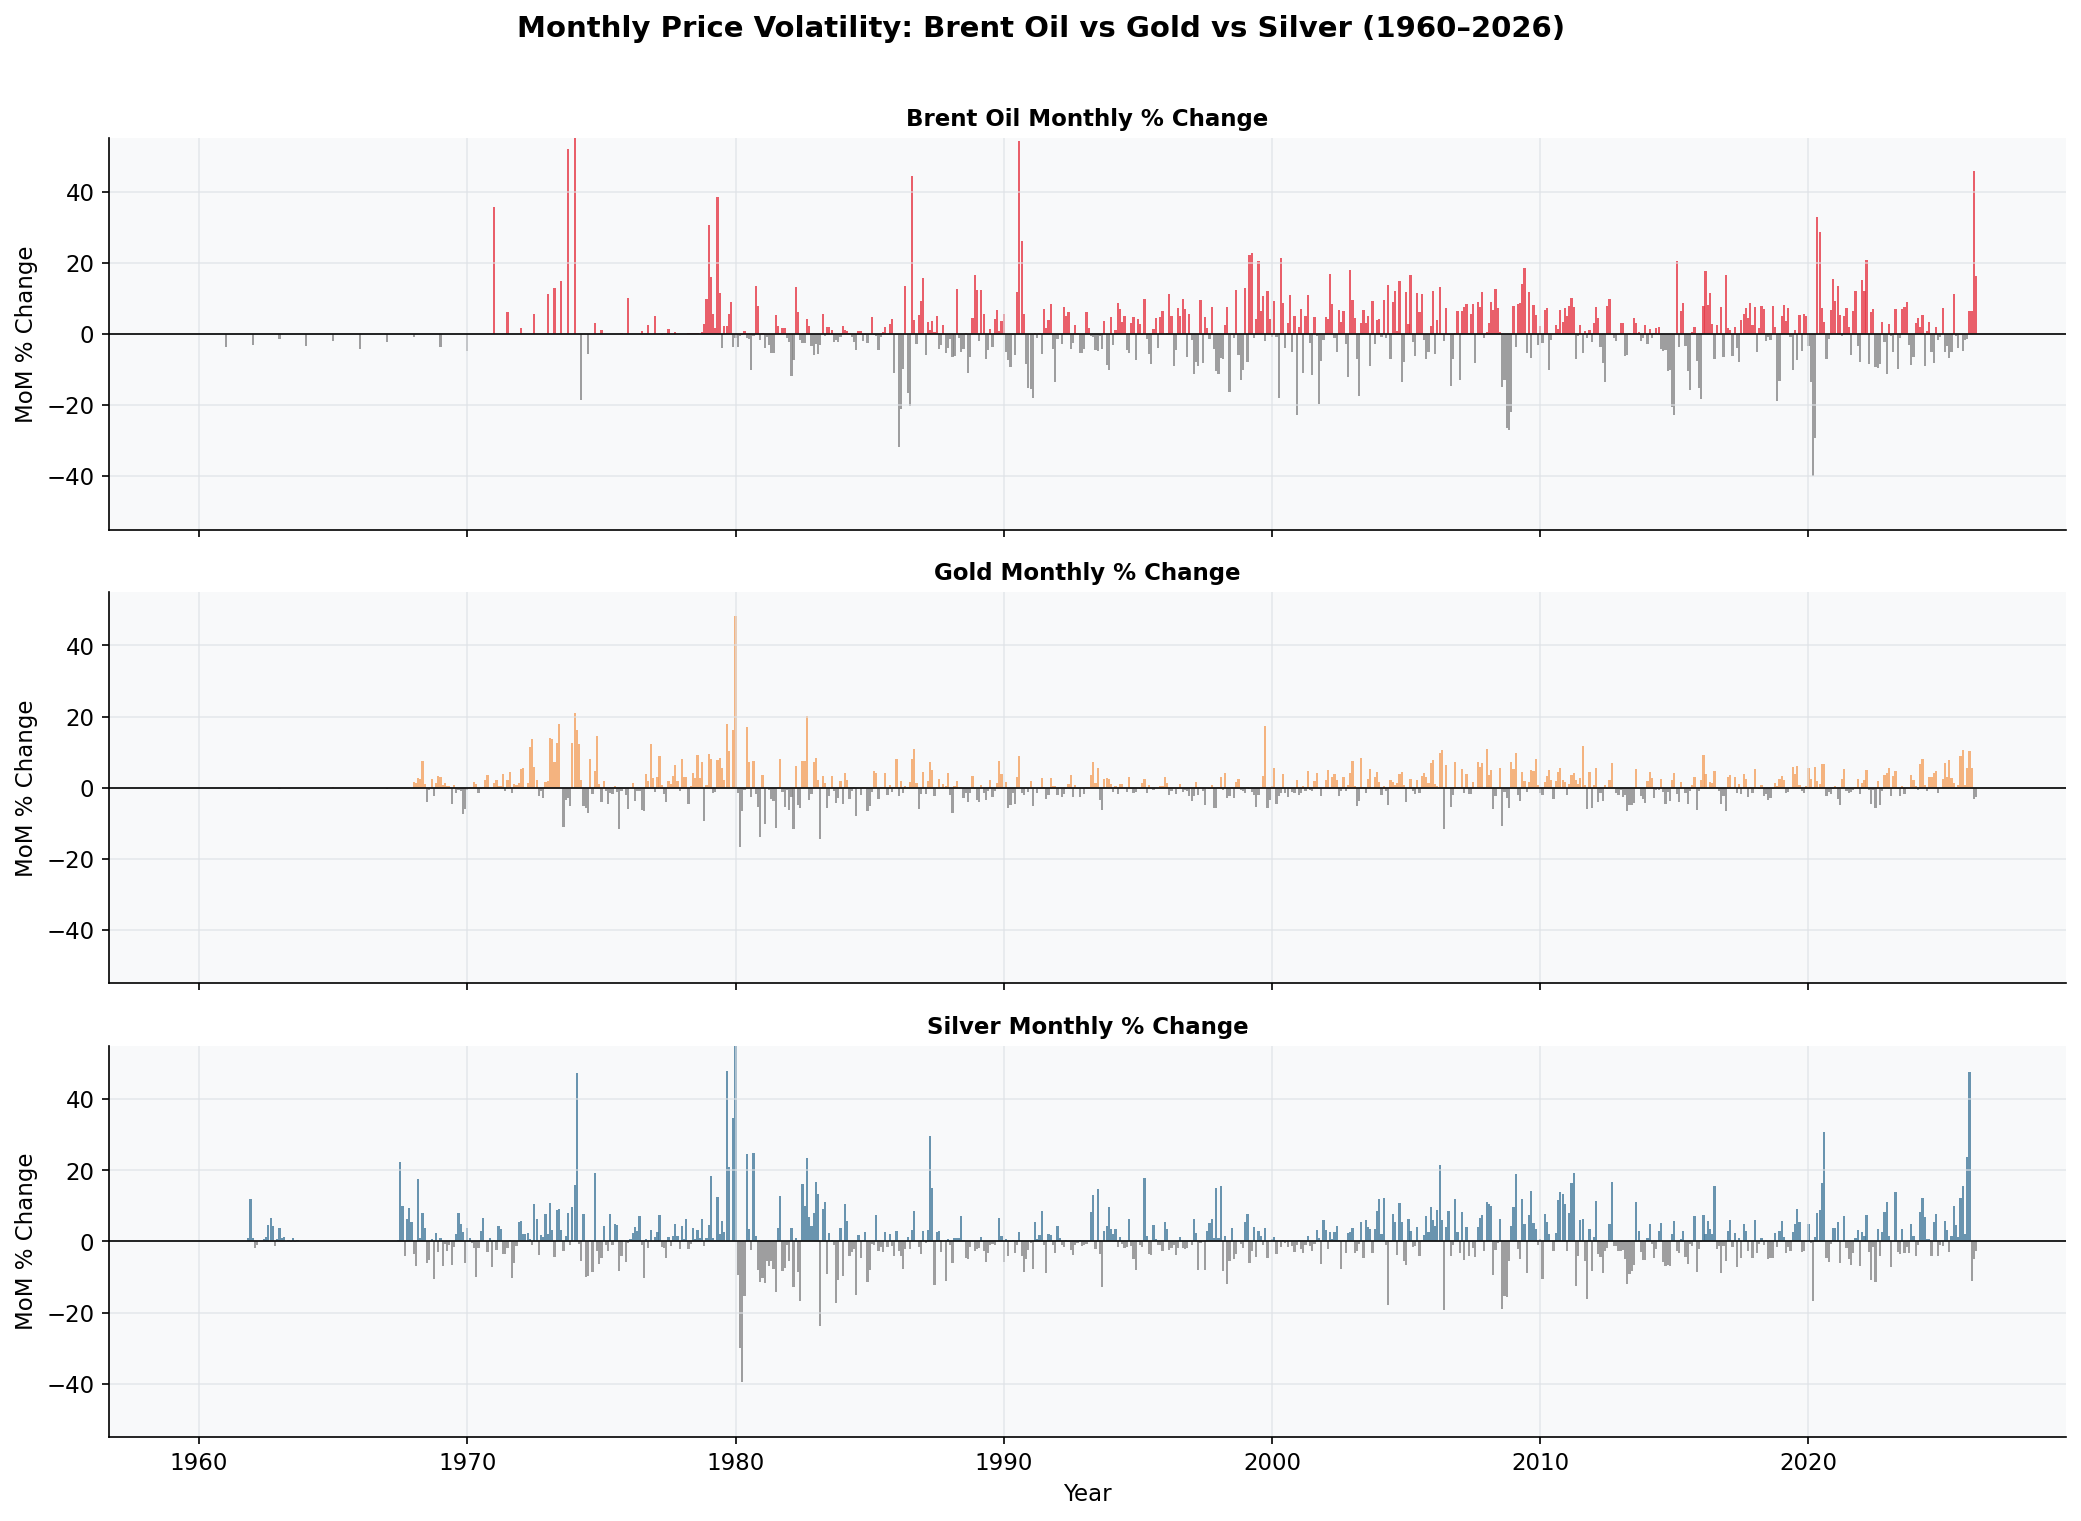 Monthly Price Volatility: Brent Oil vs Gold vs Silver (1960–2026)
Brent Oil Monthly % Change
MoM % Change
40
20
0
−20
−40
Gold Monthly % Change
MoM % Change
40
20
0
−20
−40
Silver Monthly % Change
MoM % Change
40
20
0
−20
−40
1960 1970 1980 1990 2000 2010 2020
Year